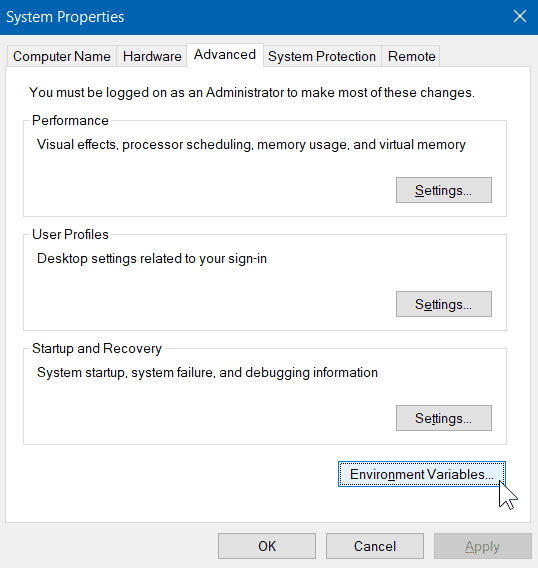 System Properties
Computer Name Hardware Advanced System Protection Remote
You must be logged on as an Administrator to make most of these changes.
Performance
Visual effects, processor scheduling, memory usage, and virtual memory
Settings...
User Profiles
Desktop settings related to your sign-in
Settings...
Startup and Recovery
System startup, system failure, and debugging information
Settings...
Environment Variables...
OK Cancel Apply